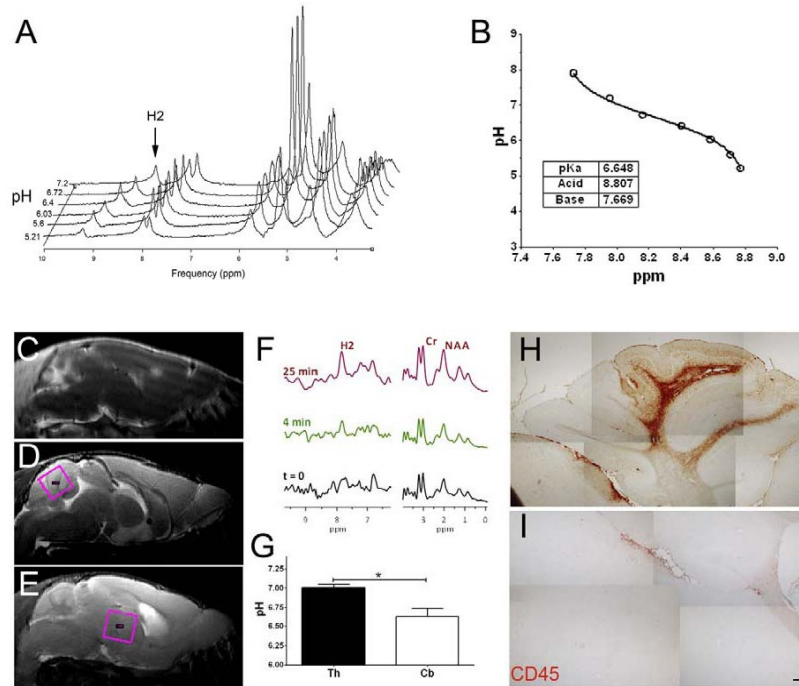 A
H2
pH
7.2
6.72
6.4
6.03
5.6
5.21
10 9 8 7 6 5 4
Frequency (ppm)
B
pH
9
8
7
6
5
4
3
pKa 6.648
Acid 8.807
Base 7.669
7.4 7.6 7.8 8.0 8.2 8.4 8.6 8.8 9.0
ppm
C
D
E
F
H2
Cr
NAA
25 min
4 min
t = 0
9 8 7
ppm
3 2 1 0
ppm
G
*
pH
7.25
7.00
6.75
6.50
6.25
6.00
Th Cb
H
I
CD45